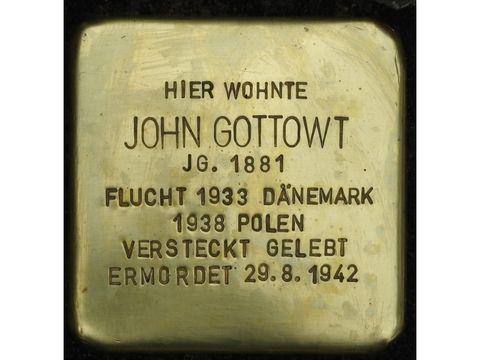 HIER WOHNTE
JOHN GOTTOWT
JG. 1881
FLUCHT 1933 DÄNEMARK
1938 POLEN
VERSTECKT GELEBT
ERMORDET 29.8.1942